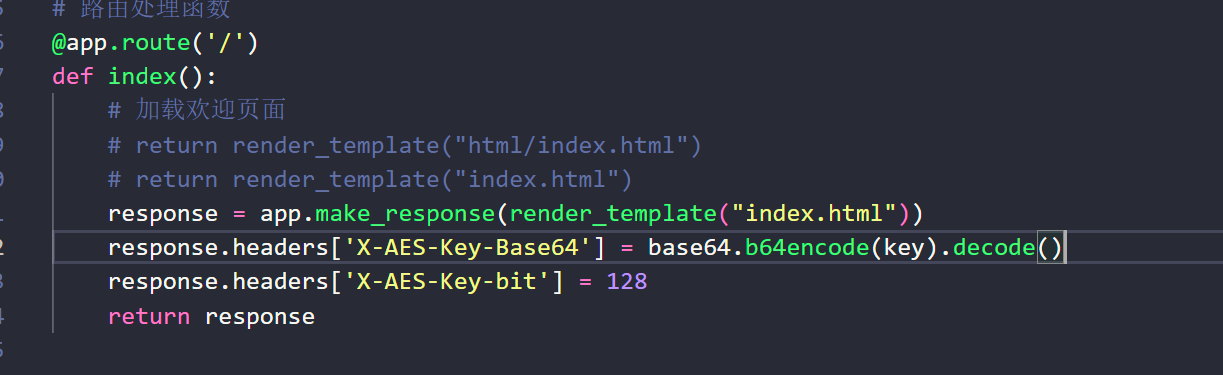 # 路由处理函数
@app.route('/')
def index():
# 加载欢迎页面
# return render_template("html/index.html")
# return render_template("index.html")
response = app.make_response(render_template("index.html"))
response.headers['X-AES-Key-Base64'] = base64.b64encode(key).decode()
response.headers['X-AES-Key-bit'] = 128
return response